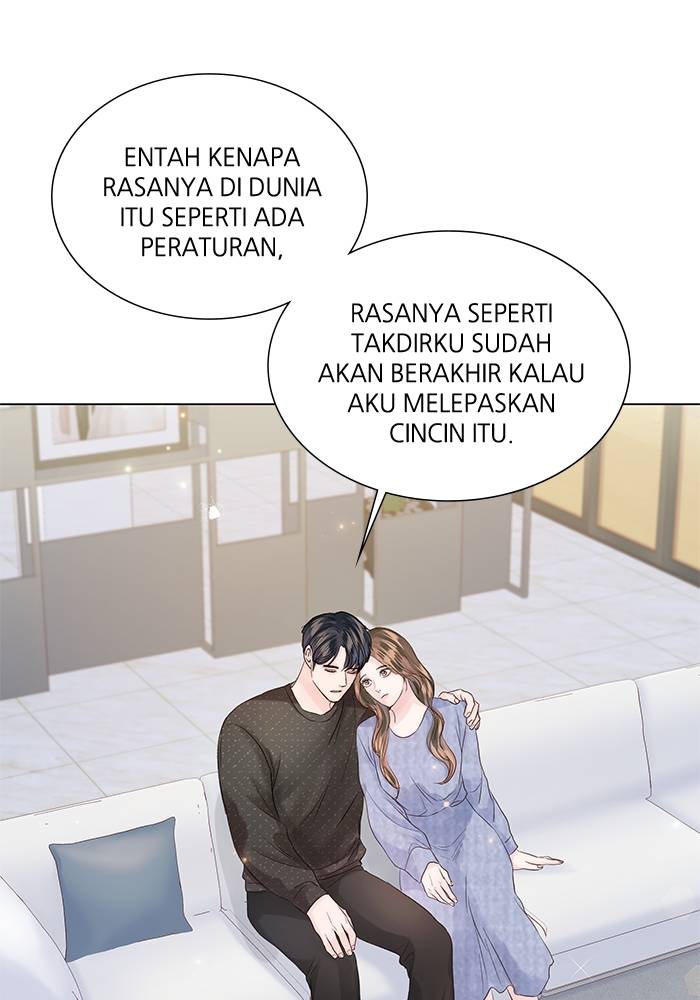 ENTAH KENAPA
RASANYA DI DUNIA
ITU SEPERTI ADA
PERATURAN,
RASANYA SEPERTI
TAKDIRKU SUDAH
AKAN BERAKHIR KALAU
AKU MELEPASKAN
CINCIN ITU.